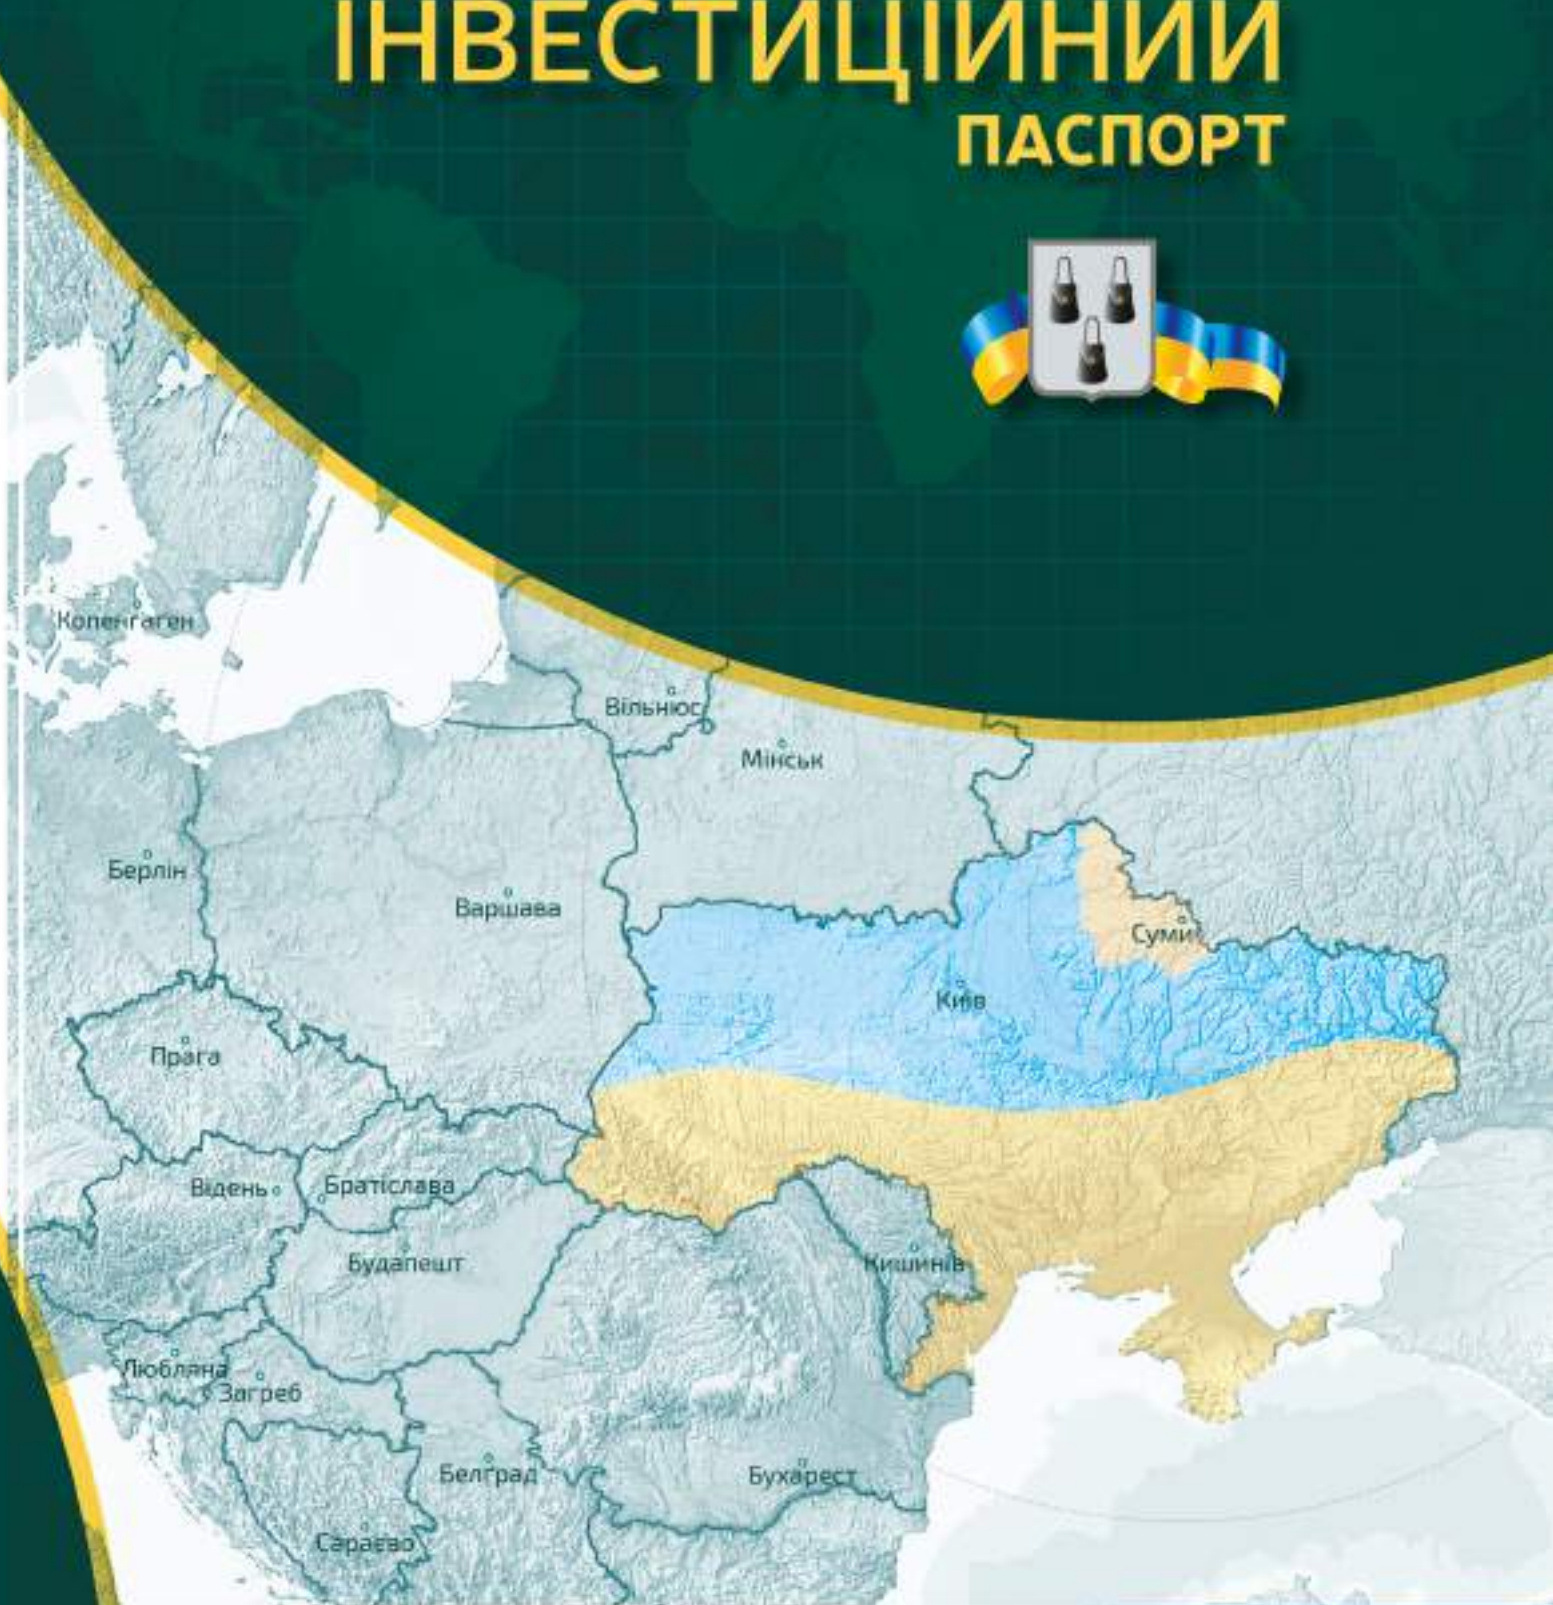 ІНВЕСТИЦІЙНИЙ
ПАСПОРТ
Копенгаген
Вільнюс
Мінськ
Берлін
Варшава
Суми
Київ
Прага
Відень
Братіслава
Будапешт
Кишинів
Любляна
Загреб
Белград
Бухарест
Сараєво